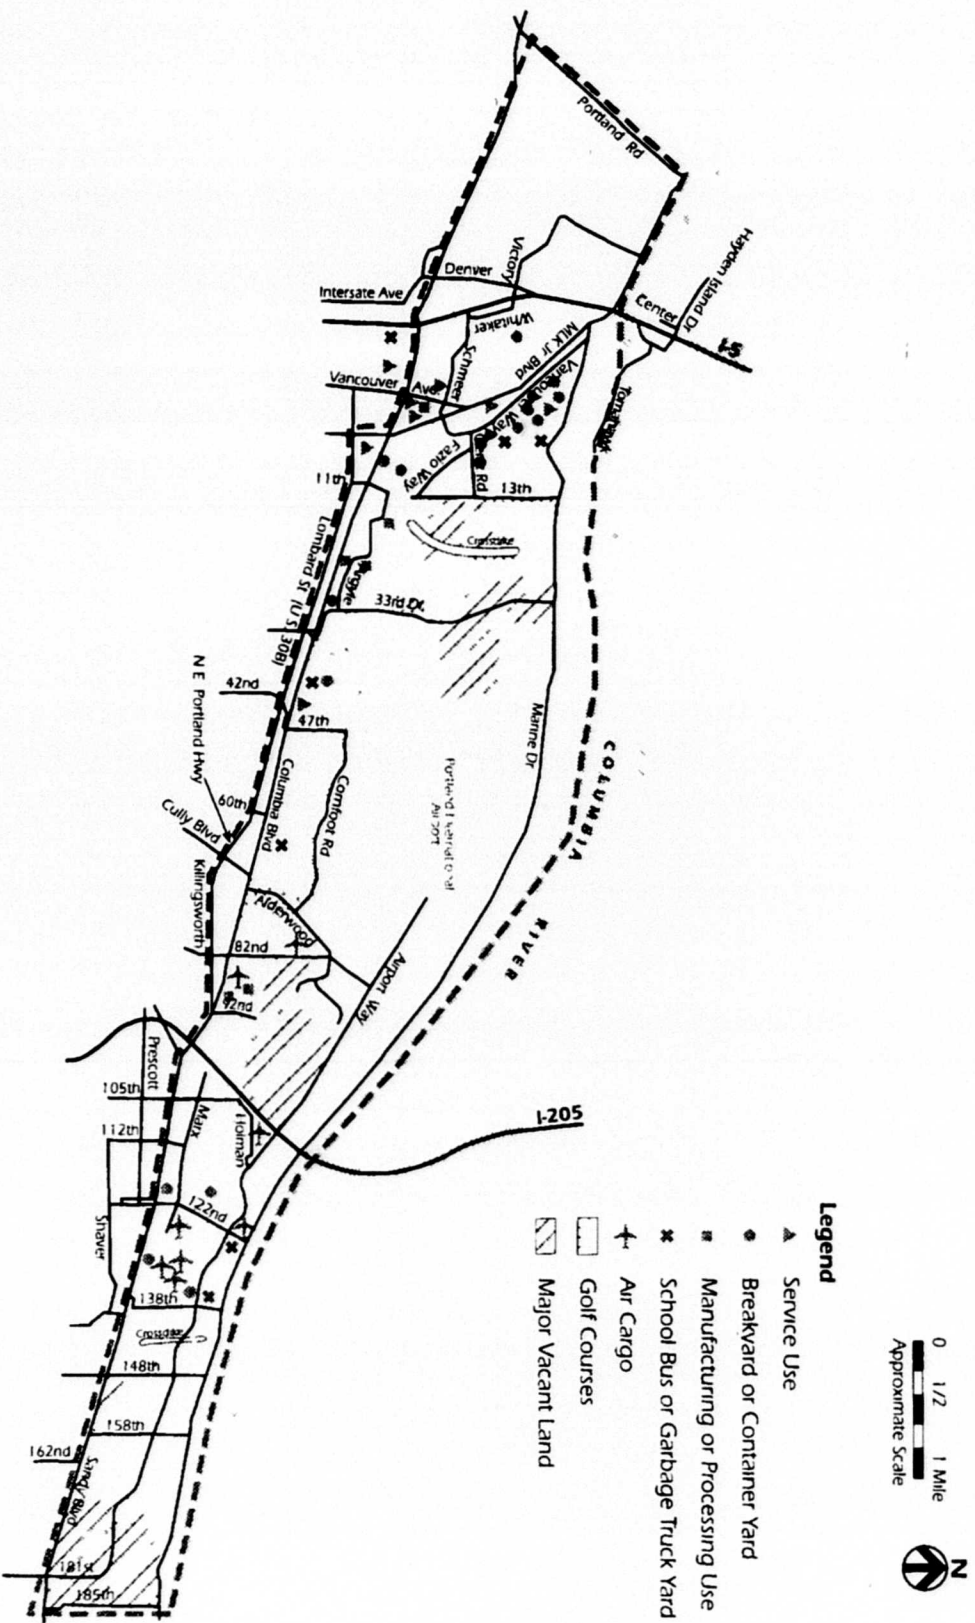 Portland Rd
Hayden Island Dr
Victory
Denver
Intersate Ave
Center
I-5
Whitaker
MLK Jr Blvd
Schmeer
Vancouver Ave
Vancouver Way
Fazio Way
Rd
13th
11th
Lombard St (U.S. 30B)
Argyle
33rd Dr.
42nd
47th
N E Portland Hwy
Marine Dr
COLUMBIA
RIVER
60th
Columbia Blvd
Cornfoot Rd
Cully Blvd
Killingsworth
Alderwood
82nd
Airport Way
Prescott
105th
Marx
Holman
112th
I-205
122nd
Shaver
138th
148th
158th
162nd
Sandy Blvd
181st
185th
Legend
Service Use
Breakyard or Container Yard
Manufacturing or Processing Use
School Bus or Garbage Truck Yard
Air Cargo
Golf Courses
Major Vacant Land
0 1/2 1 Mile
Approximate Scale
N